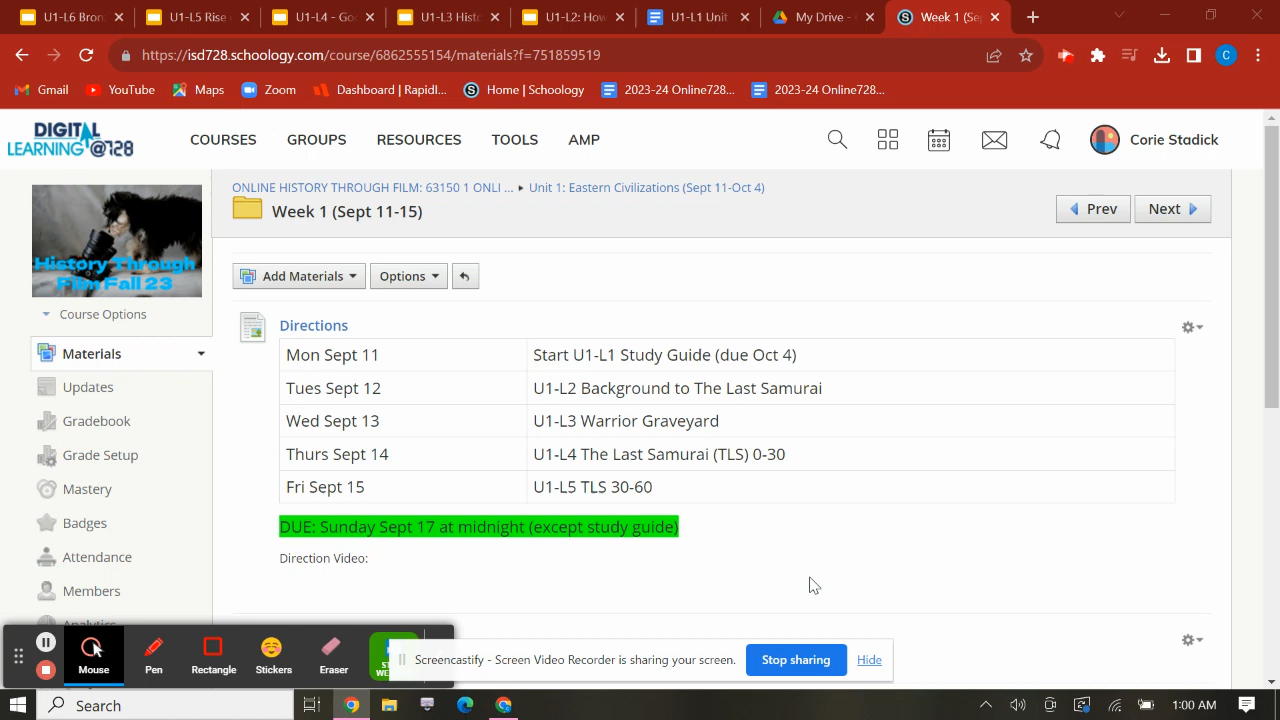 U1-L6 Bron
U1-L5 Rise
U1-L4 - Goo
U1-L3 Hist
U1-L2: How
U1-L1 Unit
My Drive -
Week 1 (Se
https://isd728.schoology.com/course/6862555154/materials?f=751859519
C
Gmail
YouTube
Maps
Zoom
Dashboard | Rapidl...
Home | Schoology
2023-24 Online728...
2023-24 Online728...
DIGITAL
LEARNING @728
COURSES
GROUPS
RESOURCES
TOOLS
AMP
Corie Stadick
ONLINE HISTORY THROUGH FILM: 63150 1 ONLI ... ▸ Unit 1: Eastern Civilizations (Sept 11-Oct 4)
Week 1 (Sept 11-15)
Prev
Next
History Through
Film Fall 23
Course Options
Materials
Updates
Gradebook
Grade Setup
Mastery
Badges
Attendance
Members
Analytics
Add Materials
Options
Directions
Mon Sept 11 Start U1-L1 Study Guide (due Oct 4)
Tues Sept 12 U1-L2 Background to The Last Samurai
Wed Sept 13 U1-L3 Warrior Graveyard
Thurs Sept 14 U1-L4 The Last Samurai (TLS) 0-30
Fri Sept 15 U1-L5 TLS 30-60
DUE: Sunday Sept 17 at midnight (except study guide)
Direction Video:
Mouse
Pen
Rectangle
Stickers
Eraser
Screencastify - Screen Video Recorder is sharing your screen.
Stop sharing
Hide
Search
1:00 AM